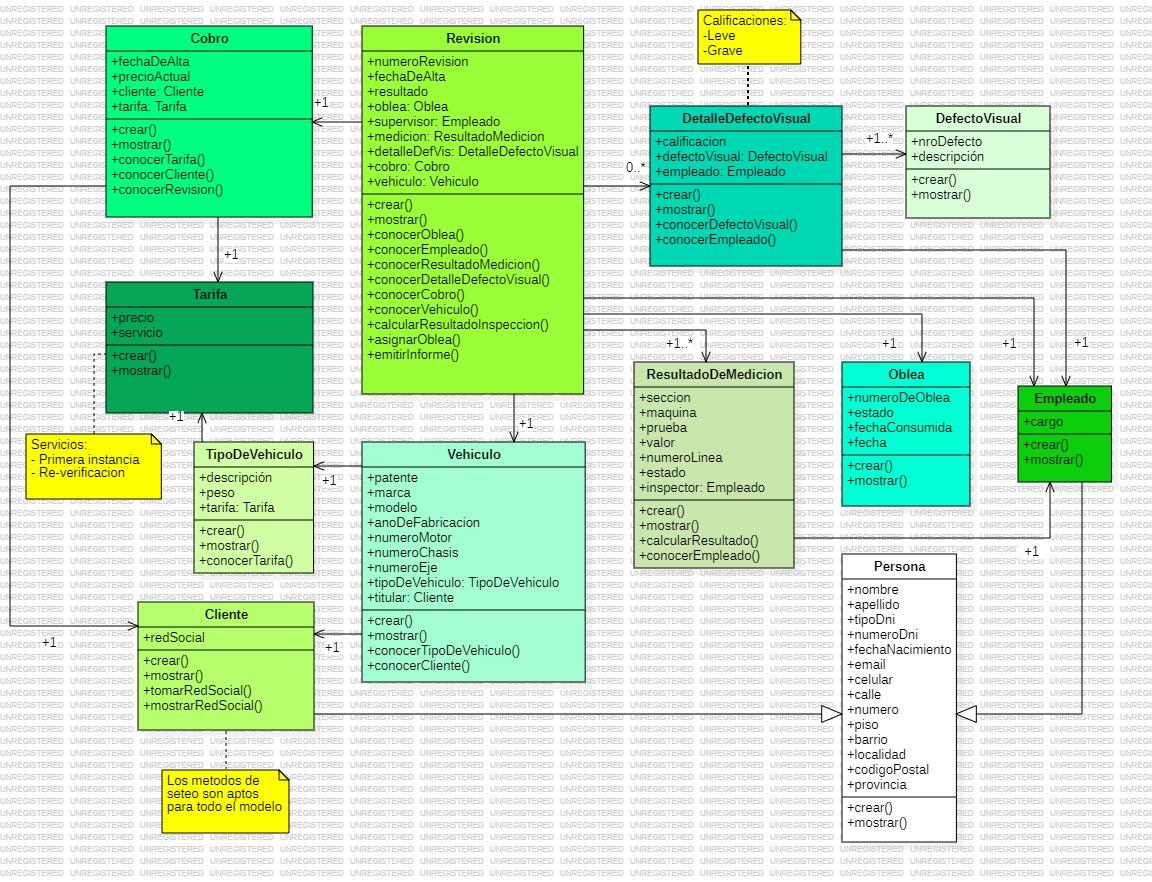 Cobro
+fechaDeAlta
+precioActual
+cliente: Cliente
+tarifa: Tarifa
+crear()
+mostrar()
+conocerTarifa()
+conocerCliente()
+conocerRevision()
+1
Revision
+numeroRevision
+fechaDeAlta
+resultado
+oblea: Oblea
+supervisor: Empleado
+medicion: ResultadoMedicion
+detalleDefVis: DetalleDefectoVisual
+cobro: Cobro
+vehiculo: Vehiculo
+crear()
+mostrar()
+conocerOblea()
+conocerEmpleado()
+conocerResultadoMedicion()
+conocerDetalleDefectoVisual()
+conocerCobro()
+conocerVehiculo()
+calcularResultadoInspeccion()
+asignarOblea()
+emitirInforme()
Calificaciones:
-Leve
-Grave
0..*
DetalleDefectoVisual
+calificacion
+defectoVisual: DefectoVisual
+empleado: Empleado
+crear()
+mostrar()
+conocerDefectoVisual()
+conocerEmpleado()
+1..*
DefectoVisual
+nroDefecto
+descripción
+crear()
+mostrar()
+1
Tarifa
+precio
+servicio
+crear()
+mostrar()
+1
Servicios:
- Primera instancia
- Re-verificacion
TipoDeVehiculo
+descripción
+peso
+tarifa: Tarifa
+crear()
+mostrar()
+conocerTarifa()
+1
+1
Vehiculo
+patente
+marca
+modelo
+anoDeFabricacion
+numeroMotor
+numeroChasis
+numeroEje
+tipoDeVehiculo: TipoDeVehiculo
+titular: Cliente
+crear()
+mostrar()
+conocerTipoDeVehiculo()
+conocerCliente()
+1..*
ResultadoDeMedicion
+seccion
+maquina
+prueba
+valor
+numeroLinea
+estado
+inspector: Empleado
+crear()
+mostrar()
+calcularResultado()
+conocerEmpleado()
+1
Oblea
+numeroDeOblea
+estado
+fechaConsumida
+fecha
+crear()
+mostrar()
+1
+1
Empleado
+cargo
+crear()
+mostrar()
+1
+1
Cliente
+redSocial
+crear()
+mostrar()
+tomarRedSocial()
+mostrarRedSocial()
+1
Los metodos de
seteo son aptos
para todo el modelo
Persona
+nombre
+apellido
+tipoDni
+numeroDni
+fechaNacimiento
+email
+celular
+calle
+numero
+piso
+barrio
+localidad
+codigoPostal
+provincia
+crear()
+mostrar()
UNREGISTERED